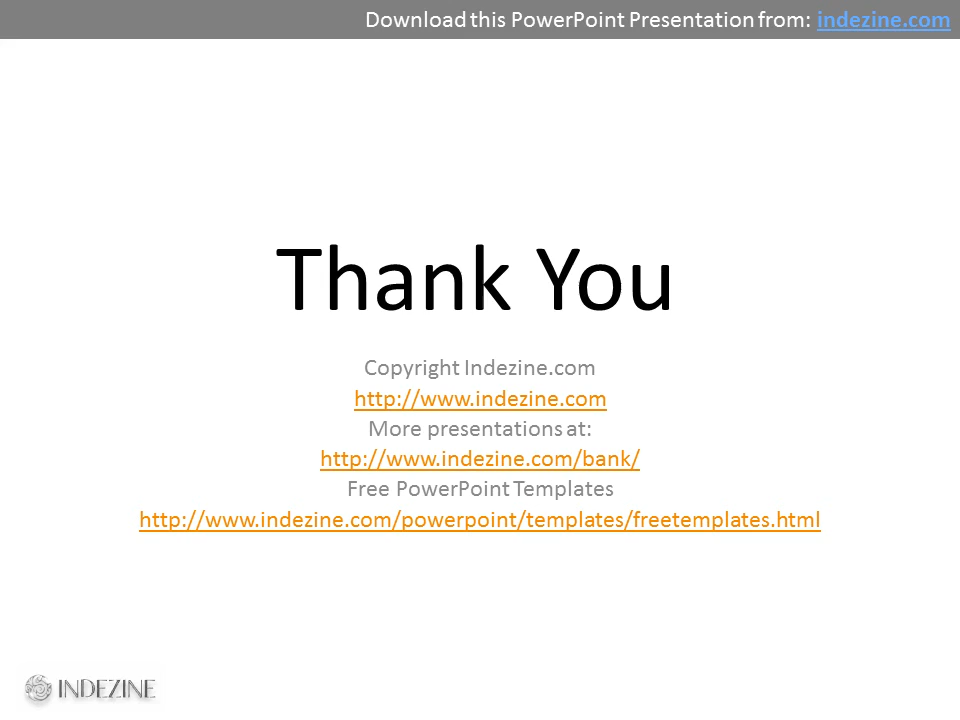 Download this PowerPoint Presentation from: indezine.com
Thank You
Copyright Indezine.com
http://www.indezine.com
More presentations at:
http://www.indezine.com/bank/
Free PowerPoint Templates
http://www.indezine.com/powerpoint/templates/freetemplates.html
INDEZINE